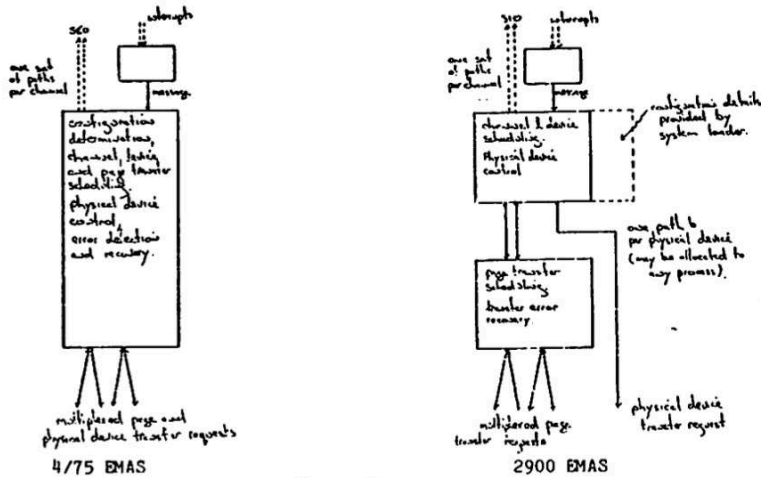 SIO
interrupts
one set
of paths
per channel
message
configuration
determination,
channel, device
and page transfer
scheduling,
physical device
control,
error detection
and recovery.
multiplexed page and
physical device transfer requests
4/75 EMAS
SIO
interrupts
one set
of paths
per channel
message
channel & device
scheduling.
Physical device
control
configuration details
provided by
system loader.
one path
per physical device
(may be allocated to
any process).
page transfer
scheduling
transfer error
recovery.
multiplexed page
transfer requests
physical device
transfer request
2900 EMAS